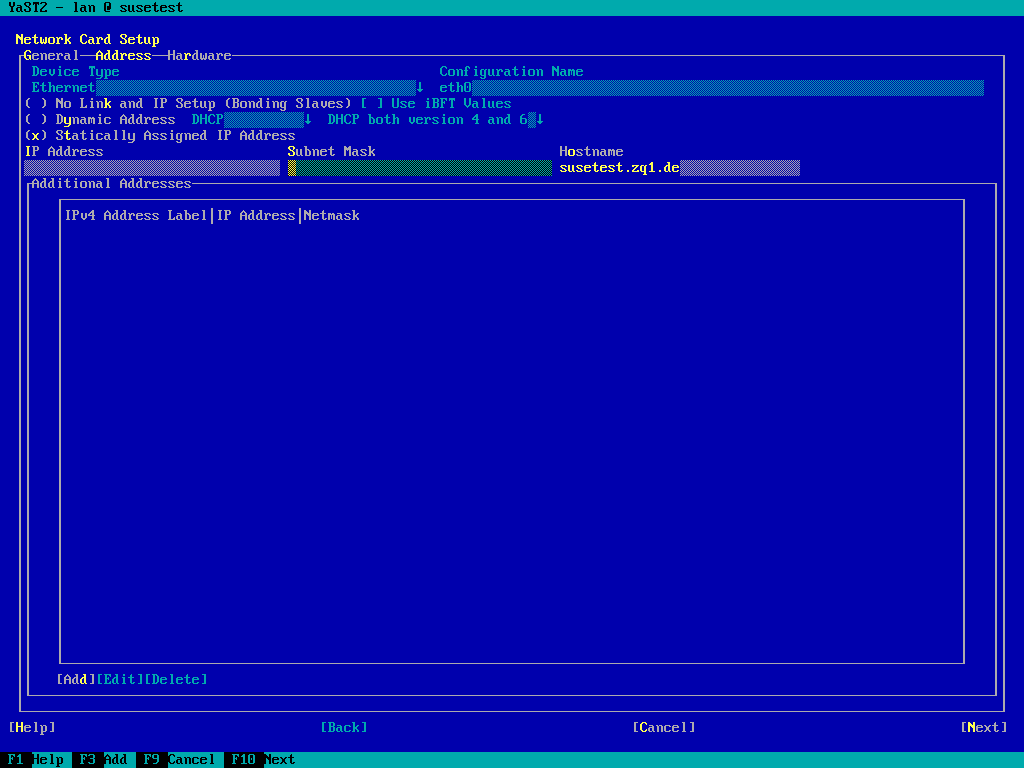 YaST2 - lan @ susetest
Network Card Setup
General Address Hardware
Device Type Configuration Name
Ethernet ↓ eth0
( ) No Link and IP Setup (Bonding Slaves) [ ] Use iBFT Values
( ) Dynamic Address DHCP ↓ DHCP both version 4 and 6 ↓
(x) Statically Assigned IP Address
IP Address Subnet Mask Hostname
susetest.zq1.de
Additional Addresses
IPv4 Address Label|IP Address|Netmask
[Add][Edit][Delete]
[Help] [Back] [Cancel] [Next]
F1 Help F3 Add F9 Cancel F10 Next